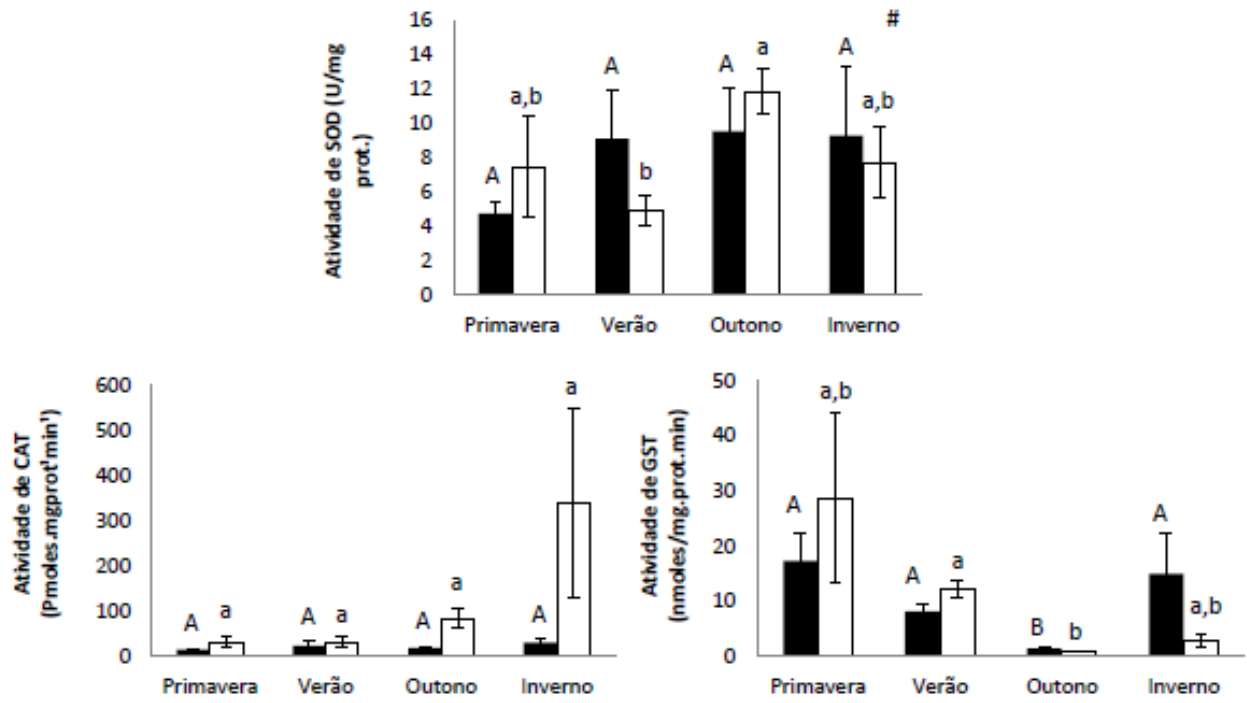 Atividade de SOD (U/mg
prot.)
16
14
12
10
8
6
4
2
0
#
A
a,b
A
b
A
a
A
a,b
Primavera
Verão
Outono
Inverno
Atividade de CAT
(Pmoles.mgprot¹min¹)
600
500
400
300
200
100
0
A
a
A
a
A
a
A
a
Primavera
Verão
Outono
Inverno
Atividade de GST
(nmoles/mg.prot.min)
50
40
30
20
10
0
A
a,b
A
a
B
b
A
a,b
Primavera
Verão
Outono
Inverno